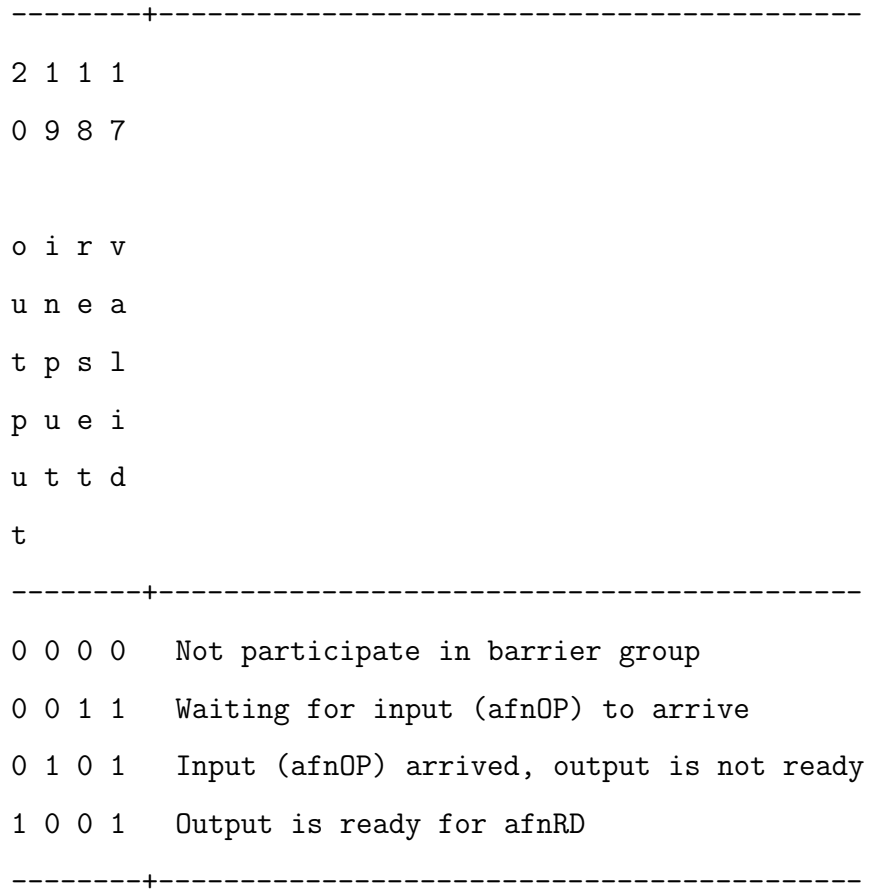 --------+-------------------------------------------
2 1 1 1
0 9 8 7
o i r v
u n e a
t p s l
p u e i
u t t d
t
--------+-------------------------------------------
0 0 0 0 Not participate in barrier group
0 0 1 1 Waiting for input (afnOP) to arrive
0 1 0 1 Input (afnOP) arrived, output is not ready
1 0 0 1 Output is ready for afnRD
--------+-------------------------------------------